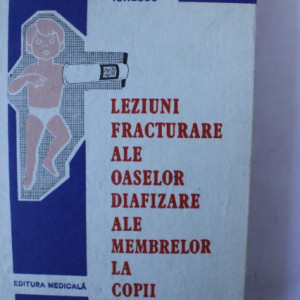 LEZIUNI
FRACTURARE
ALE
OASELOR
DIAFIZARE
ALE
MEMBRELOR
LA
COPII
EDITURA MEDICALĂ